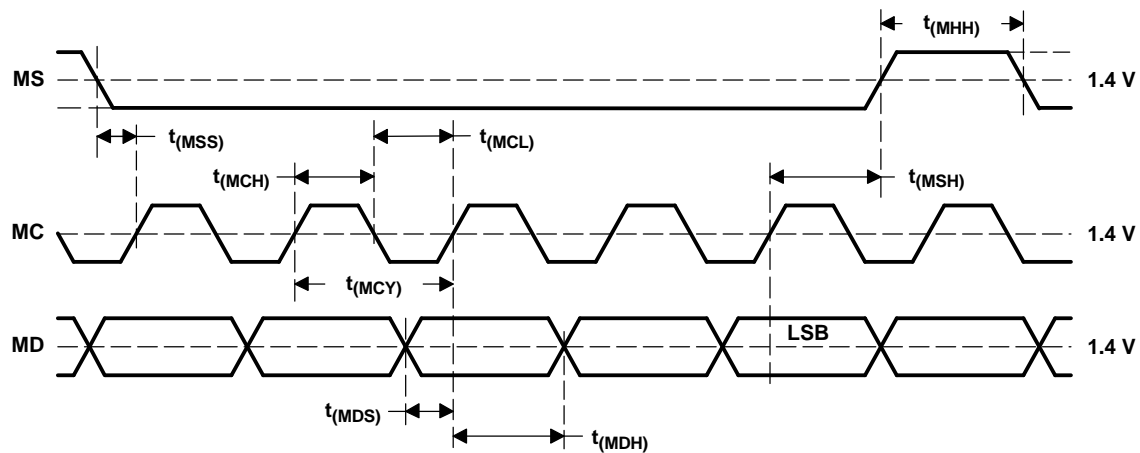 t(MHH)
MS
1.4 V
t(MSS)
t(MCL)
t(MCH)
t(MSH)
MC
1.4 V
t(MCY)
MD
LSB
1.4 V
t(MDS)
t(MDH)